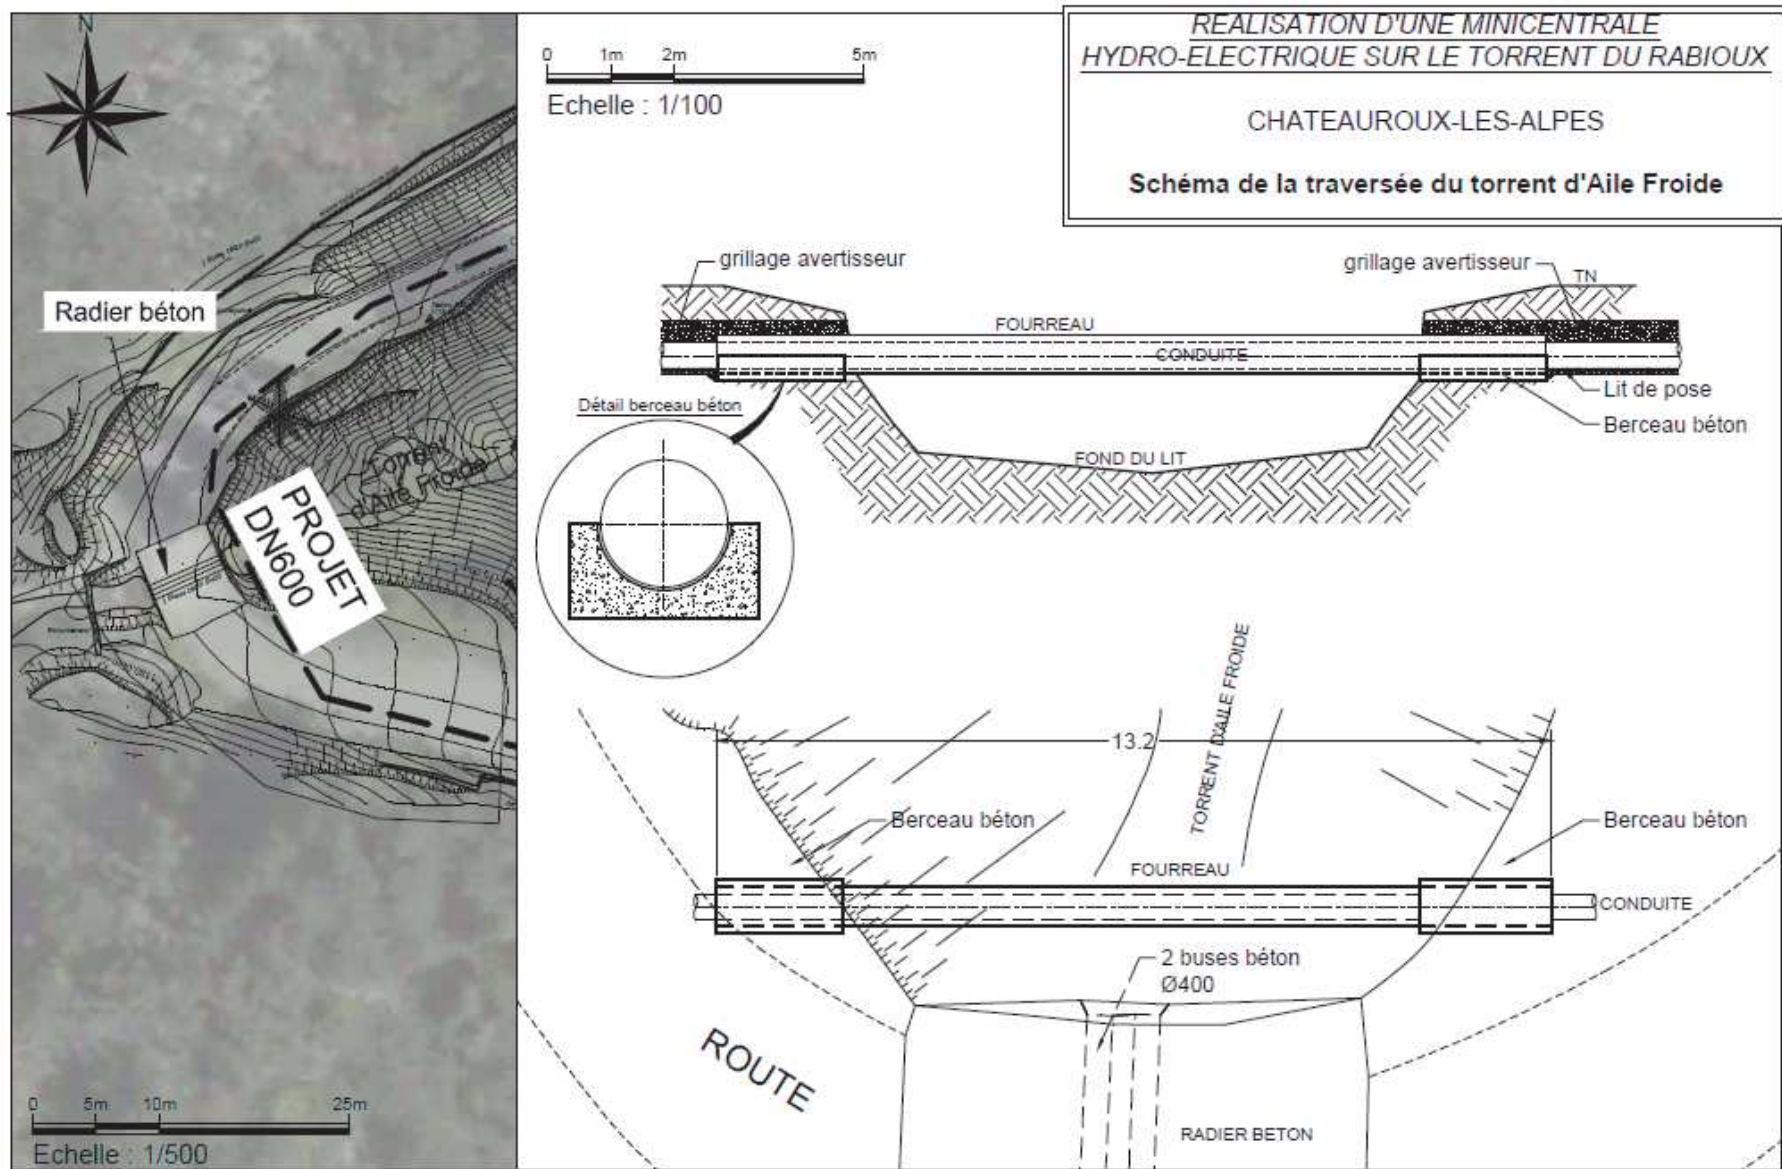 N
Radier béton
Torrent
d'Aile Froide
PROJET
DN600
0 5m 10m 25m
Echelle : 1/500
0 1m 2m 5m
Echelle : 1/100
REALISATION D'UNE MINICENTRALE
HYDRO-ELECTRIQUE SUR LE TORRENT DU RABIOUX
CHATEAUROUX-LES-ALPES
Schéma de la traversée du torrent d'Aile Froide
grillage avertisseur
grillage avertisseur
TN
FOURREAU
CONDUITE
Lit de pose
Berceau béton
Détail berceau béton
FOND DU LIT
TORRENT D'AILE FROIDE
13.2
Berceau béton
Berceau béton
FOURREAU
CONDUITE
2 buses béton
Ø400
ROUTE
RADIER BETON